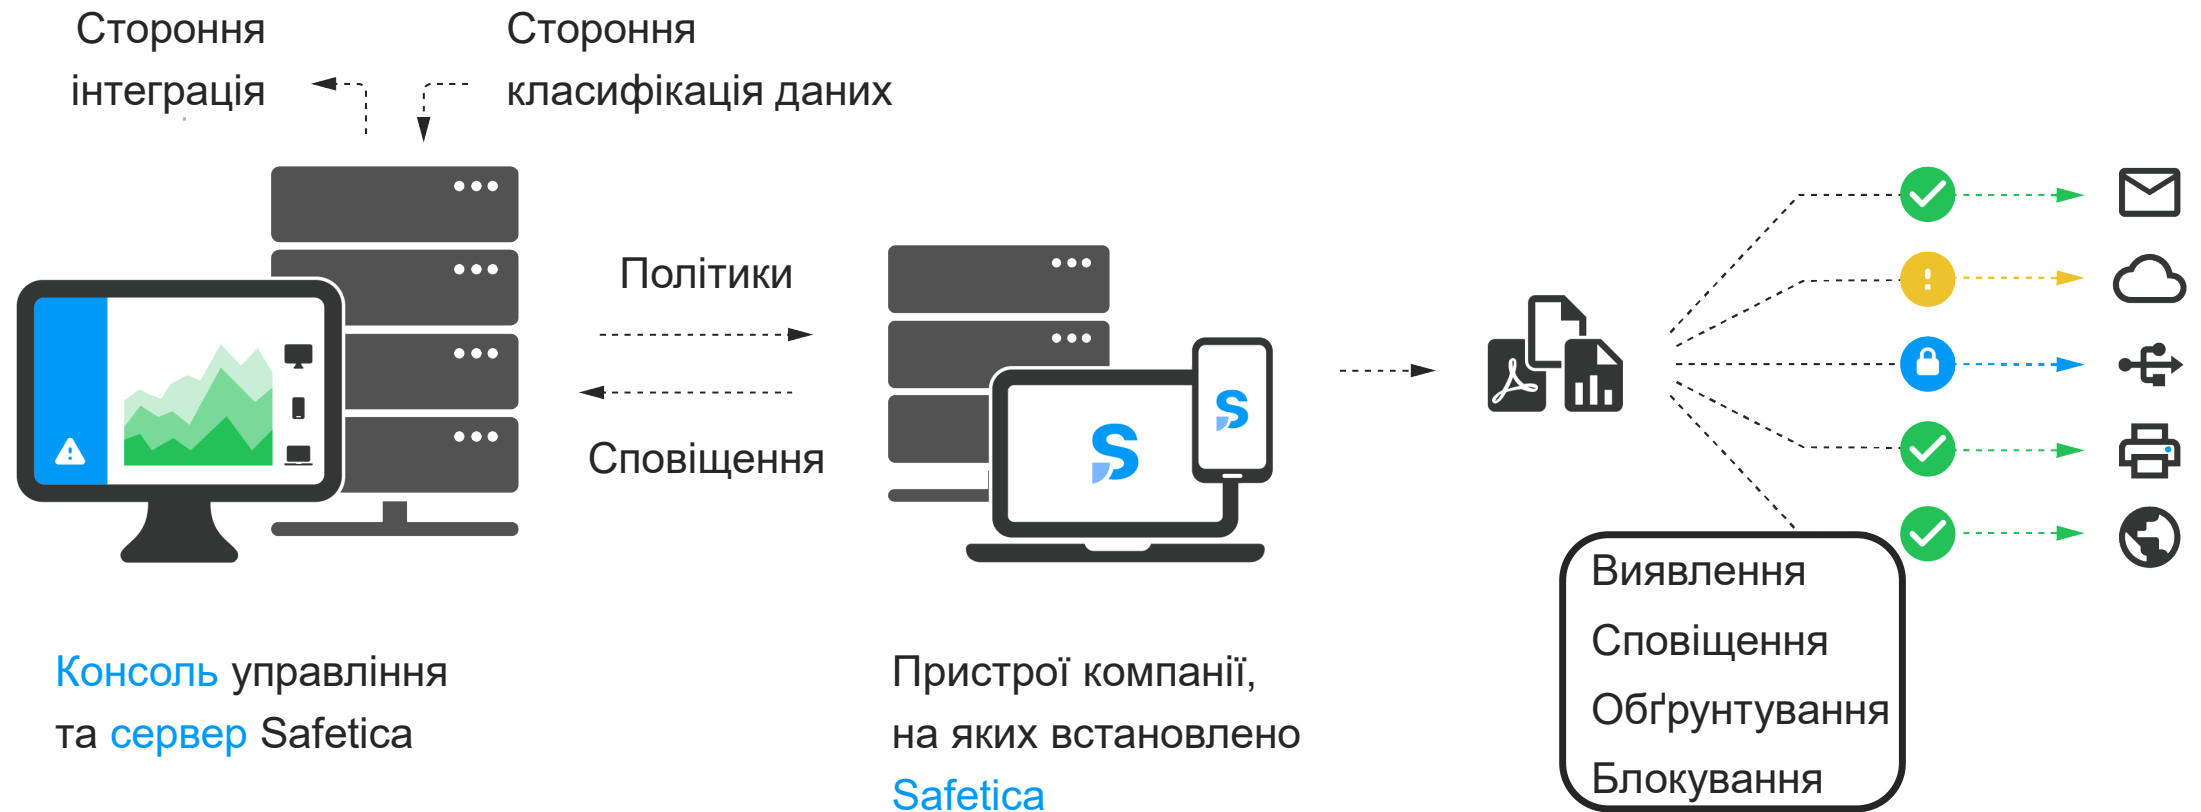 Стороння
інтеграція
Стороння
класифікація даних
Політики
Сповіщення
Консоль управління
та сервер Safetica
Пристрої компанії,
на яких встановлено
Safetica
Виявлення
Сповіщення
Обґрунтування
Блокування